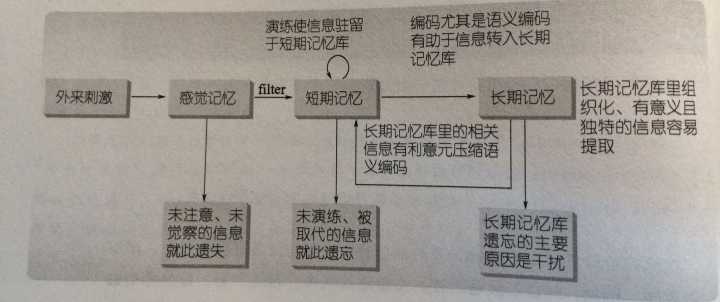 演练使信息驻留
于短期记忆库
编码尤其是语义编码
有助于信息转入长期
记忆库
外来刺激
感觉记忆
filter
短期记忆
长期记忆
长期记忆库里组
织化、有意义且
独特的信息容易
提取
长期记忆库里的相关
信息有利意元压缩语
义编码
未注意、未
觉察的信息
就此遗失
未演练、被
取代的信息
就此遗忘
长期记忆库
遗忘的主要
原因是干扰